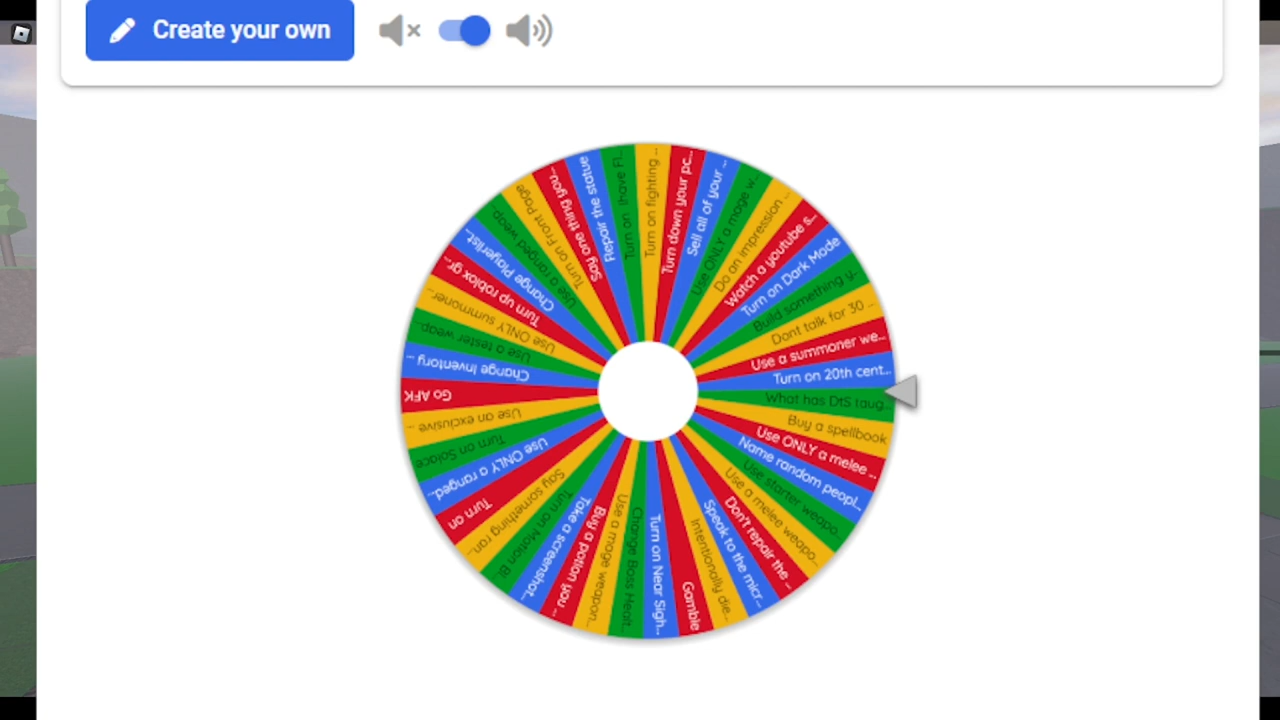 Create your own
Turn on fighting ...
Turn down your pc...
Sell all of your ...
Use ONLY a mage w...
Do an impression ...
Watch a youtube s...
Turn on Dark Mode
Build something y...
Dont talk for 30 ...
Use a summoner we...
Turn on 20th cent...
What has DtS taug...
Buy a spellbook
Use ONLY a melee ...
Name random peopl...
Use starter weapo...
Use a melee weapo...
Don't repair the ...
Speak to the micr...
Intentionally die...
Gamble
Turn on Near Sigh...
Change Boss Healt...
Use a mage weapon...
Buy a potion you ...
Take a screenshot...
Turn on Motion Bl...
Say something ran...
Turn on
Use ONLY a ranged...
Turn on Solace
Use an exclusive ...
Go AFK
Change Inventory ...
Use a tester weap...
Use ONLY summoner...
Turn up roblox gr...
Change Playerlist...
Use a ranged weap...
Turn on Front Page
Say one thing you...
Repair the statue
Turn on Ihave Fl...